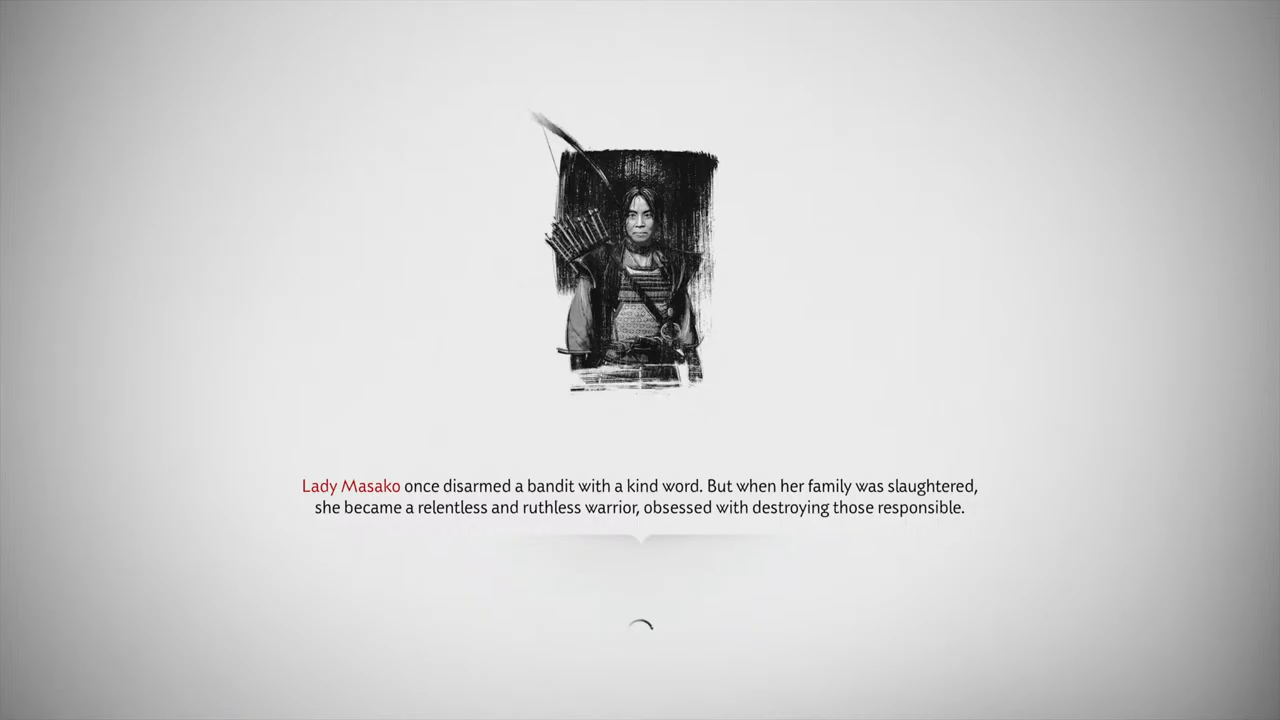 Lady Masako once disarmed a bandit with a kind word. But when her family was slaughtered,
she became a relentless and ruthless warrior, obsessed with destroying those responsible.